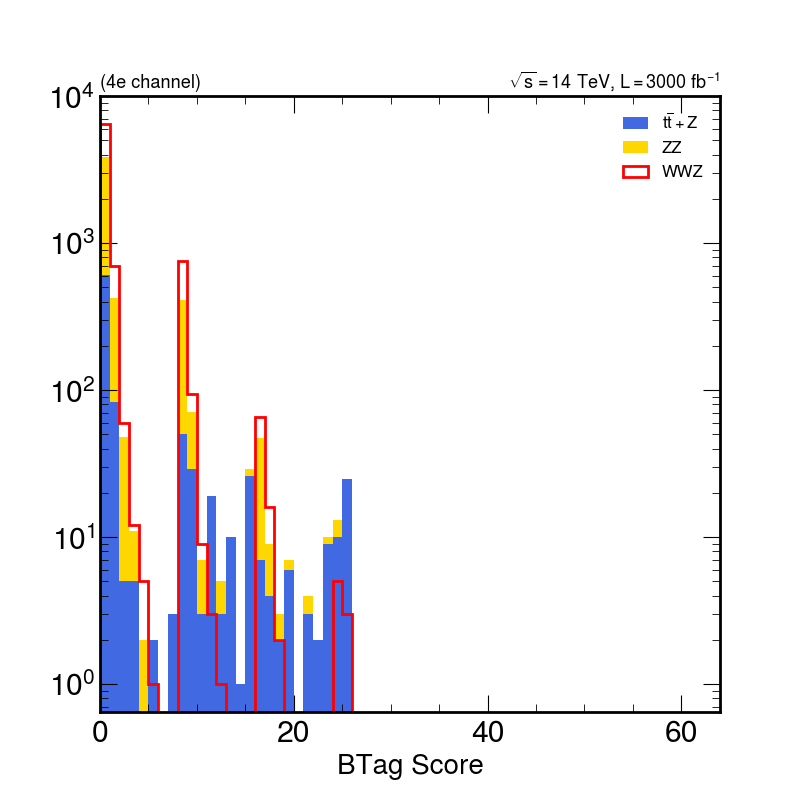 (4e channel)
√s = 14 TeV, L = 3000 fb⁻¹
10⁴
10³
10²
10¹
10⁰
tt̄ + Z
ZZ
WWZ
0 20 40 60
BTag Score